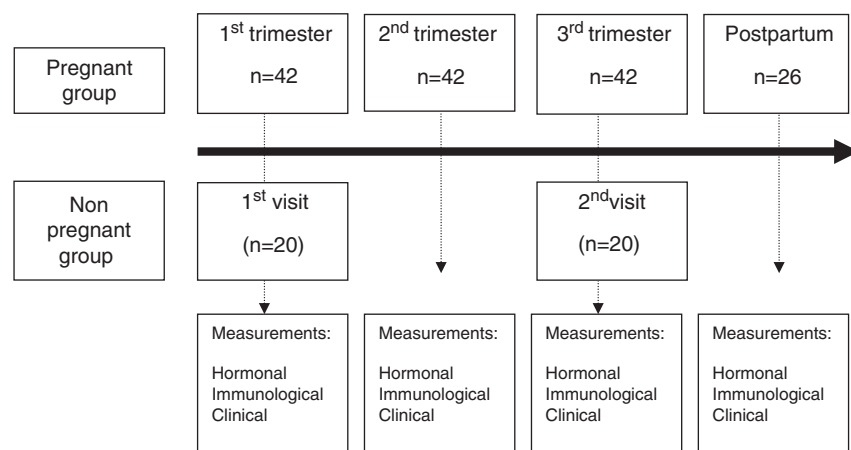 Pregnant
group
1st trimester
n=42
2nd trimester
n=42
3rd trimester
n=42
Postpartum
n=26
Non
pregnant
group
1st visit
(n=20)
2nd visit
(n=20)
Measurements:
Hormonal
Immunological
Clinical
Measurements:
Hormonal
Immunological
Clinical
Measurements:
Hormonal
Immunological
Clinical
Measurements:
Hormonal
Immunological
Clinical